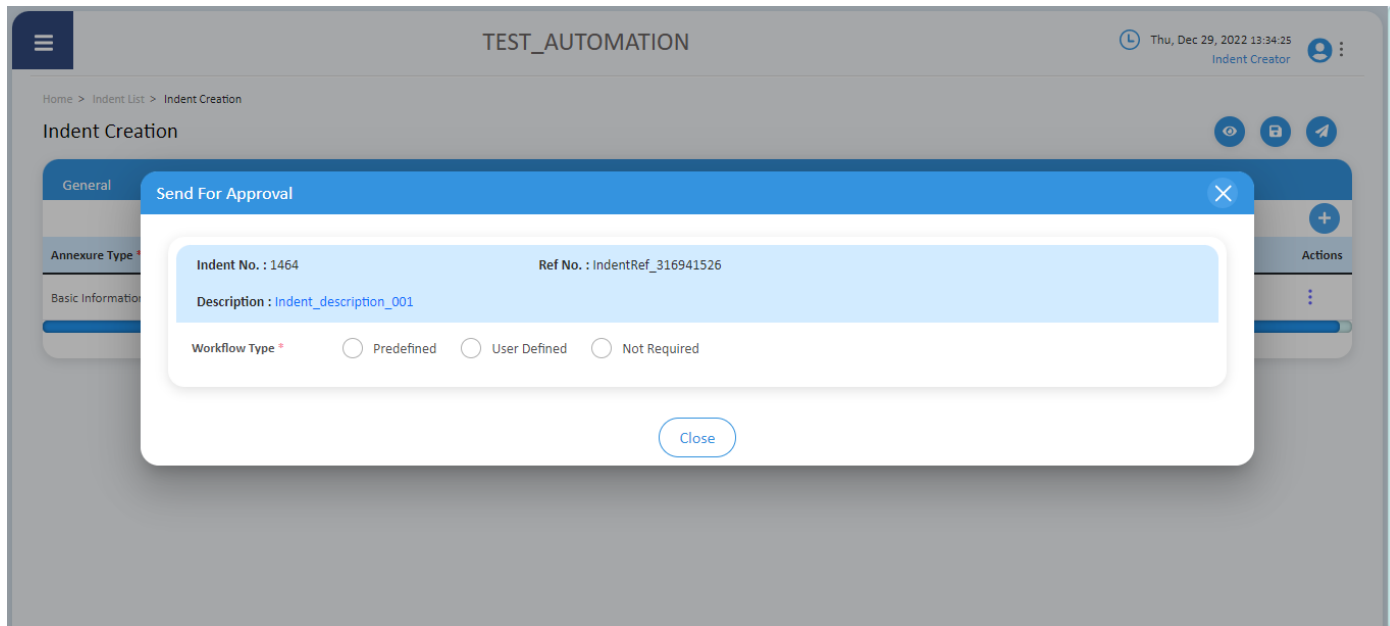 TEST_AUTOMATION
Thu, Dec 29, 2022 13:34:25
Indent Creator
Home > Indent List > Indent Creation
Indent Creation
General
Send For Approval
Annexure Type *
Actions
Indent No. : 1464 Ref No. : IndentRef_316941526
Basic Information
Description : Indent_description_001
Workflow Type * Predefined User Defined Not Required
Close